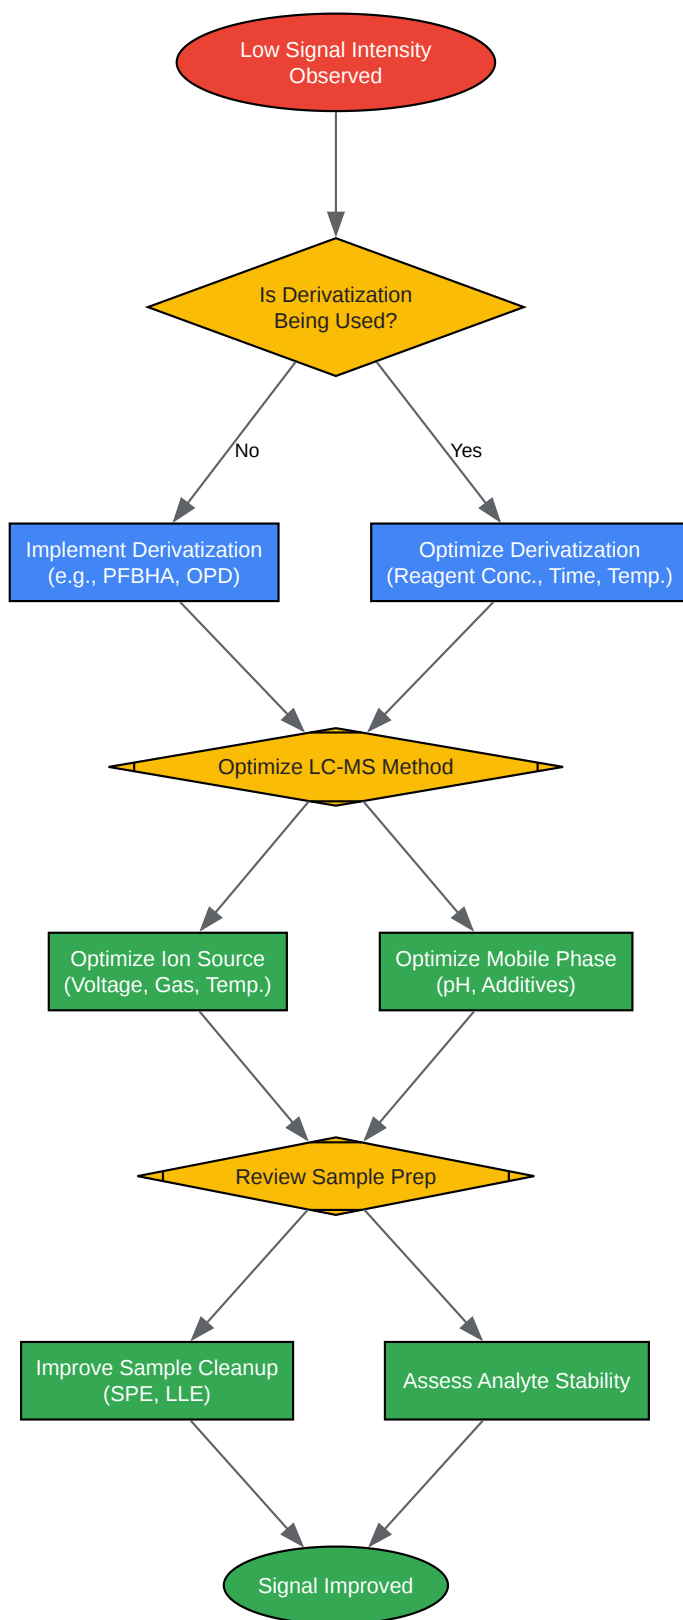 Low Signal Intensity
Observed
Is Derivatization
Being Used?
No
Yes
Implement Derivatization
(e.g., PFBHA, OPD)
Optimize Derivatization
(Reagent Conc., Time, Temp.)
Optimize LC-MS Method
Optimize Ion Source
(Voltage, Gas, Temp.)
Optimize Mobile Phase
(pH, Additives)
Review Sample Prep
Improve Sample Cleanup
(SPE, LLE)
Assess Analyte Stability
Signal Improved